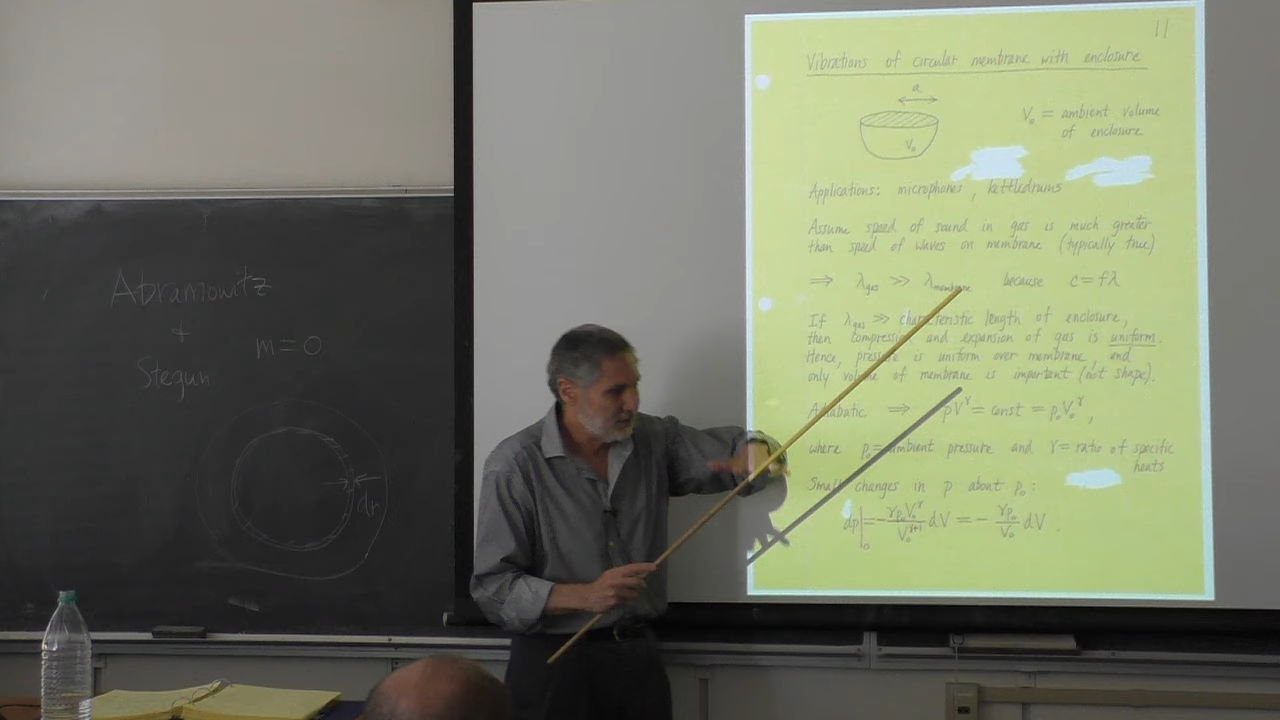 Abramowitz
+
m=0
Stegun
dr
11
Vibrations of circular membrane with enclosure
a
V₀
V₀ = ambient volume
of enclosure
Applications: microphones, kettledrums
Assume speed of sound in gas is much greater
than speed of waves on membrane (typically true)
⇒ λgas >> λmembrane because c=fλ
If λgas >> characteristic length of enclosure,
then compression and expansion of gas is uniform.
Hence, pressure is uniform over membrane, and
only volume of membrane is important (not shape).
Adiabatic ⇒ pV^γ = const = p₀V₀^γ,
where p₀ = ambient pressure and γ = ratio of specific
heats
Small changes in p about p₀:
dp|₀ = - γp₀V₀^γ/V₀^γ+1 dV = - γp₀/V₀ dV.